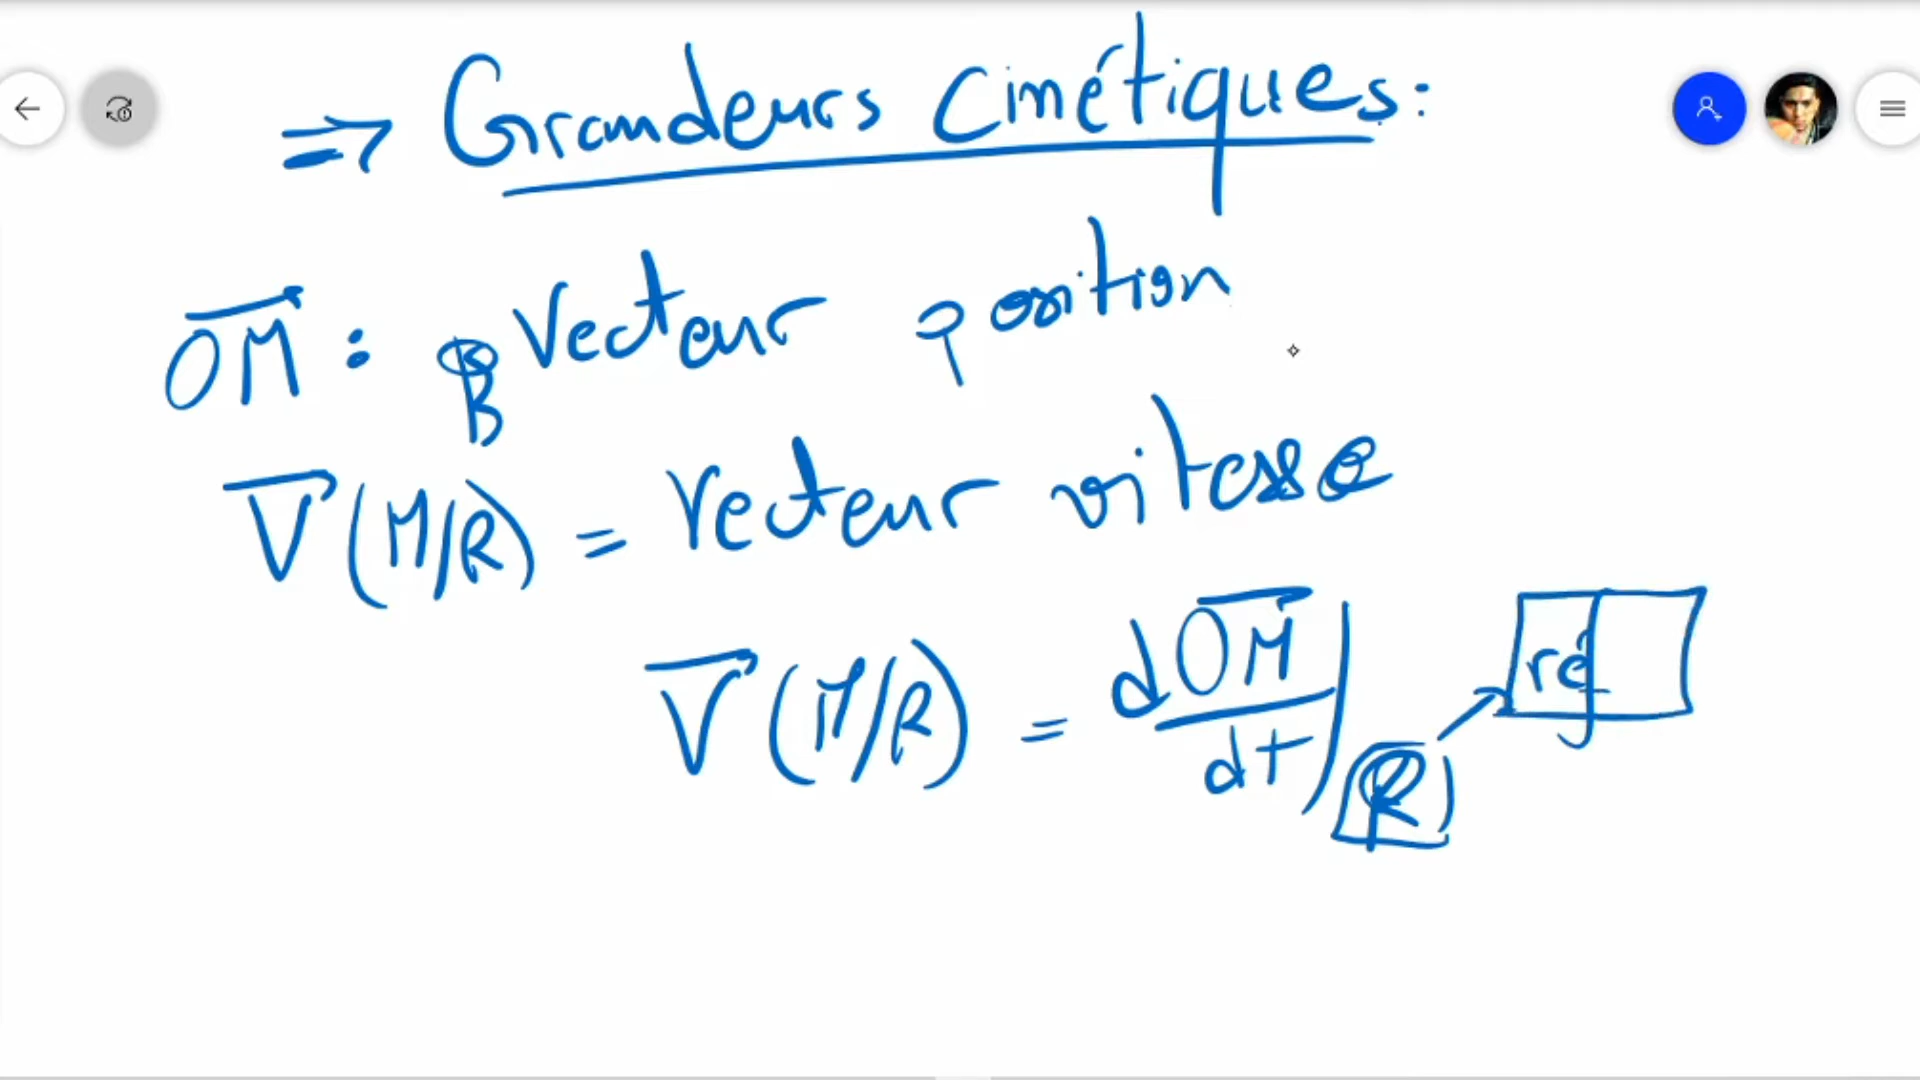 ⇒ Grandeurs Cinétiques:
OM : Vecteur position
V(M/R) = Vecteur vitesse
V(M/R) = dOM/dt |R) réf